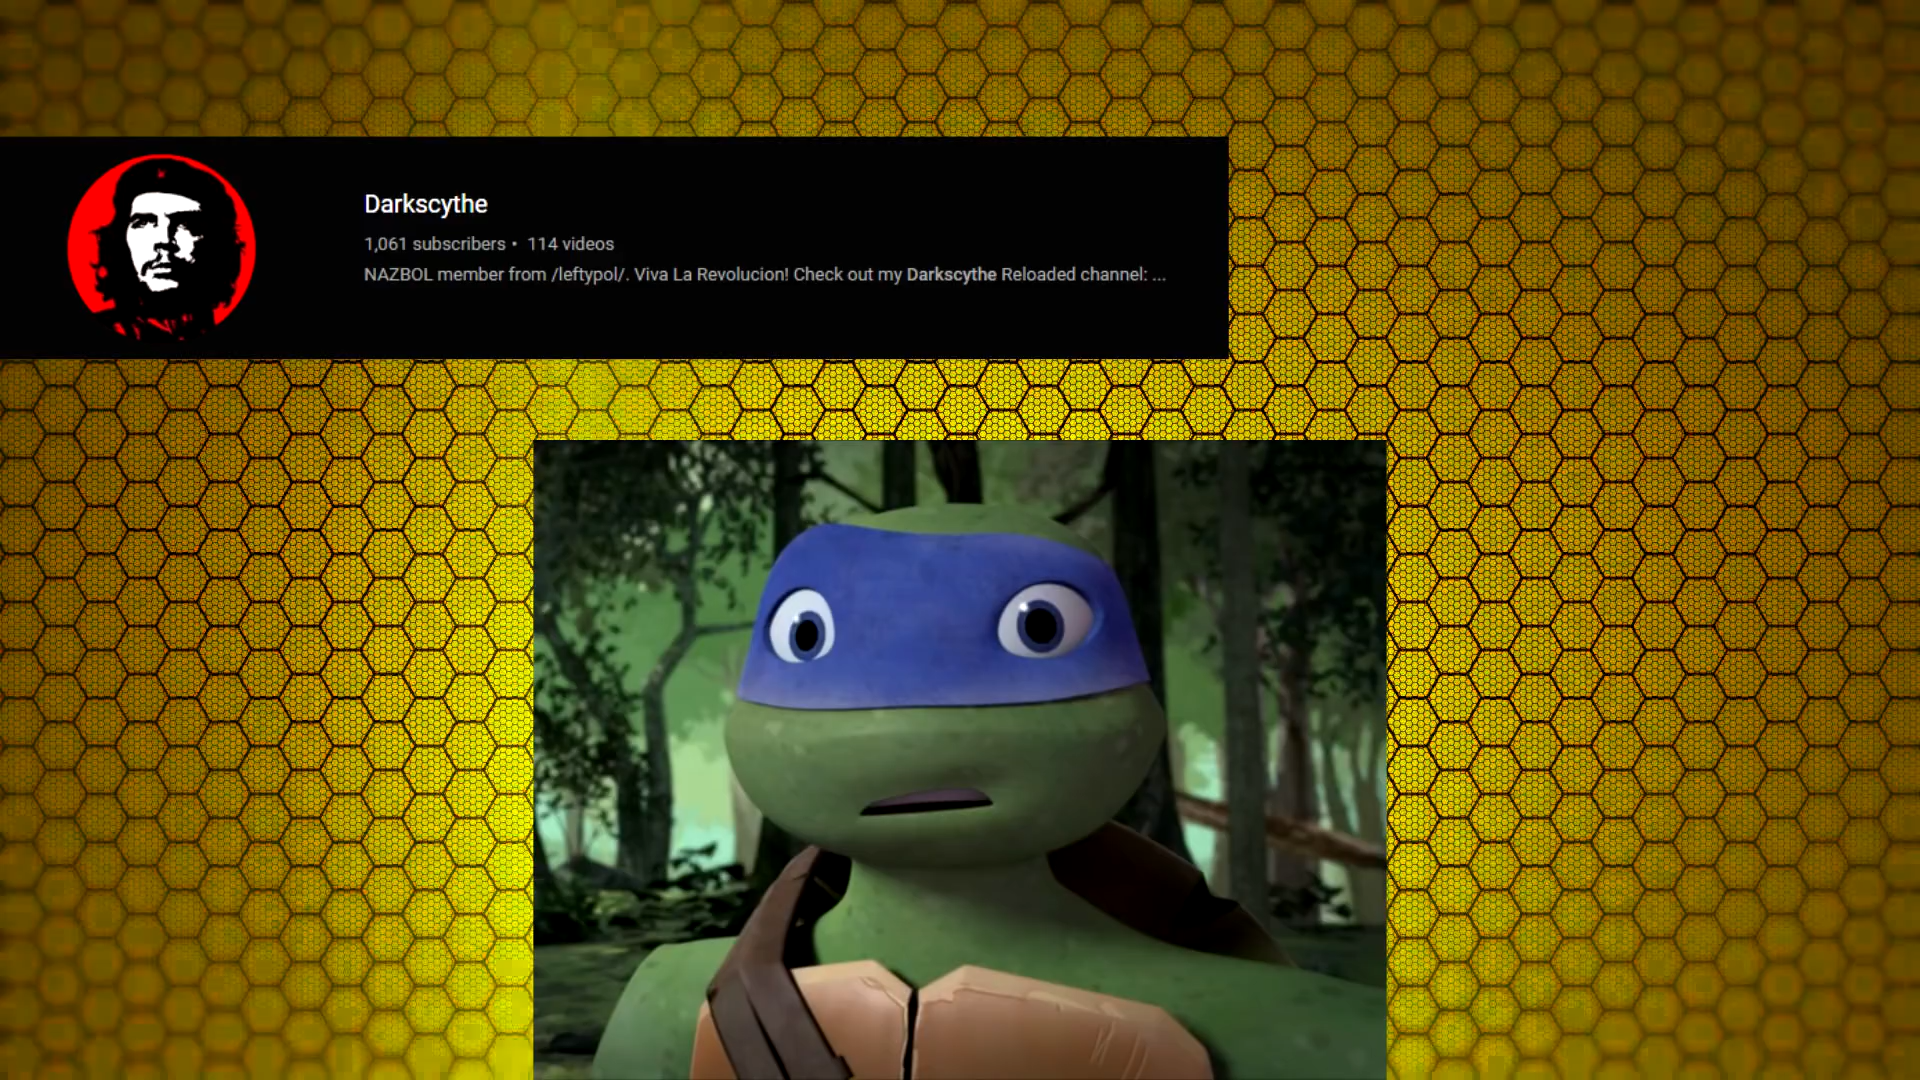 Darkscythe
1,061 subscribers • 114 videos
NAZBOL member from /leftypol/. Viva La Revolucion! Check out my Darkscythe Reloaded channel: ...